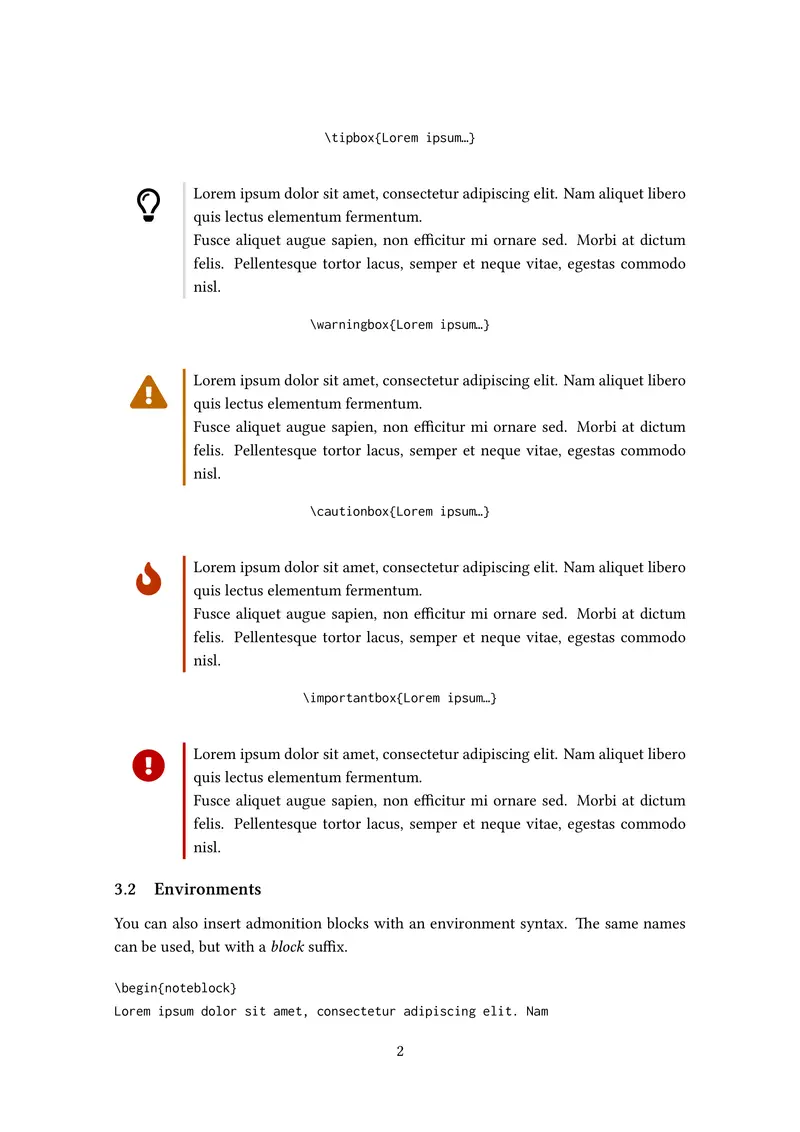 \tipbox{Lorem ipsum…}
Lorem ipsum dolor sit amet, consectetur adipiscing elit. Nam aliquet libero
quis lectus elementum fermentum.
Fusce aliquet augue sapien, non efficitur mi ornare sed. Morbi at dictum
felis. Pellentesque tortor lacus, semper et neque vitae, egestas commodo
nisl.
\warningbox{Lorem ipsum…}
Lorem ipsum dolor sit amet, consectetur adipiscing elit. Nam aliquet libero
quis lectus elementum fermentum.
Fusce aliquet augue sapien, non efficitur mi ornare sed. Morbi at dictum
felis. Pellentesque tortor lacus, semper et neque vitae, egestas commodo
nisl.
\cautionbox{Lorem ipsum…}
Lorem ipsum dolor sit amet, consectetur adipiscing elit. Nam aliquet libero
quis lectus elementum fermentum.
Fusce aliquet augue sapien, non efficitur mi ornare sed. Morbi at dictum
felis. Pellentesque tortor lacus, semper et neque vitae, egestas commodo
nisl.
\importantbox{Lorem ipsum…}
Lorem ipsum dolor sit amet, consectetur adipiscing elit. Nam aliquet libero
quis lectus elementum fermentum.
Fusce aliquet augue sapien, non efficitur mi ornare sed. Morbi at dictum
felis. Pellentesque tortor lacus, semper et neque vitae, egestas commodo
nisl.
3.2 Environments
You can also insert admonition blocks with an environment syntax. The same names
can be used, but with a block suffix.
\begin{noteblock}
Lorem ipsum dolor sit amet, consectetur adipiscing elit. Nam
2